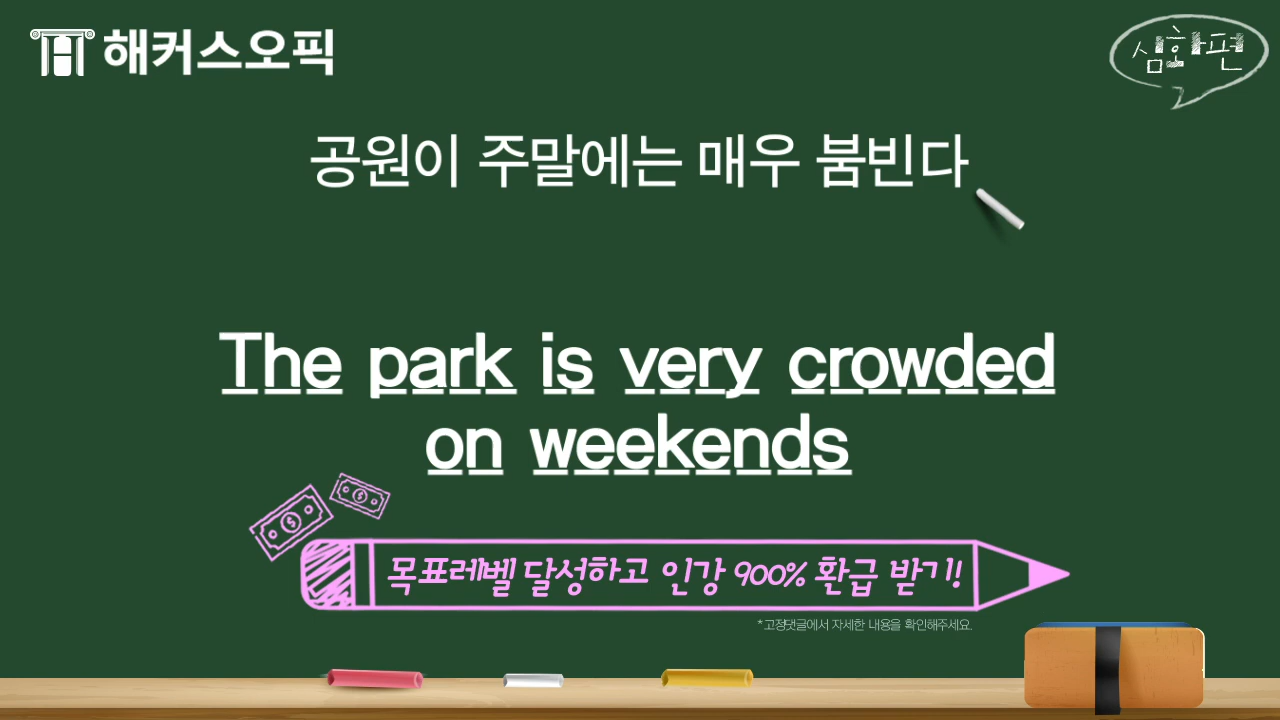 해커스오픽
심화편
공원이 주말에는 매우 붐빈다
The park is very crowded
on weekends
목표레벨 달성하고 인강 900% 환급 받기!
*고정댓글에서 자세한 내용을 확인해주세요.